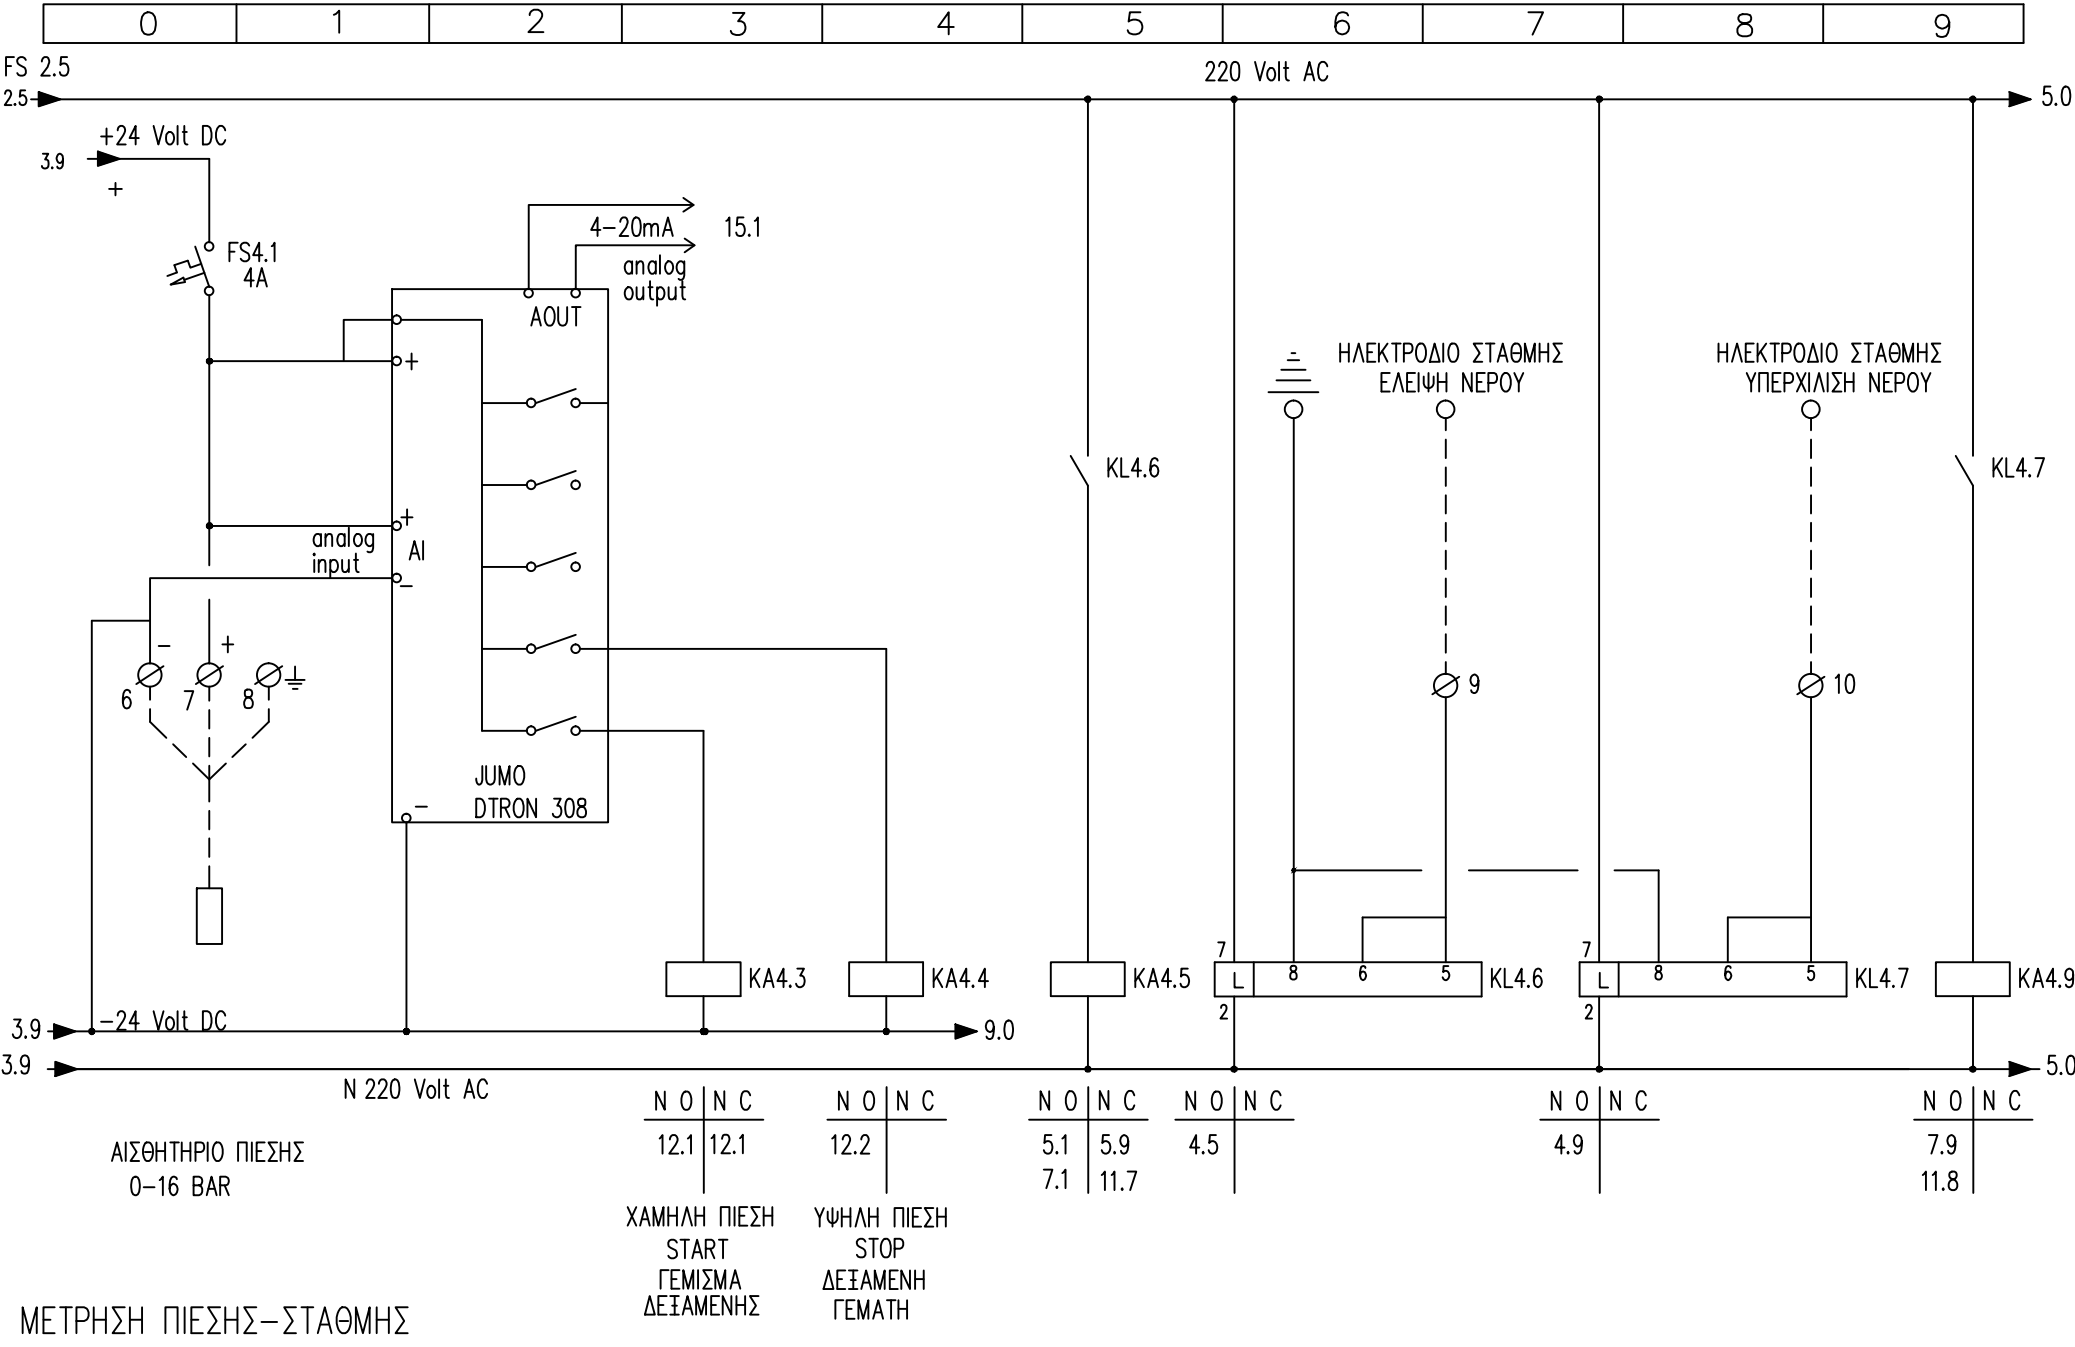 0 1 2 3 4 5 6 7 8 9
FS 2.5
220 Volt AC
2.5
5.0
+24 Volt DC
3.9
+
4-20mA 15.1
FS4.1
4A
analog
output
AOUT
+
ΗΛΕΚΤΡΟΔΙΟ ΣΤΑΘΜΗΣ
ΕΛΕΙΨΗ ΝΕΡΟΥ
ΗΛΕΚΤΡΟΔΙΟ ΣΤΑΘΜΗΣ
ΥΠΕΡΧΙΛΙΣΗ ΝΕΡΟΥ
KL4.6
KL4.7
+
analog
input
AI
-
- +
6 7 8
9
10
JUMO
DTRON 308
-
7
7
KA4.3
KA4.4
KA4.5
L 8 6 5 KL4.6
L 8 6 5 KL4.7
KA4.9
2
2
-24 Volt DC
3.9
9.0
3.9
5.0
N 220 Volt AC
N O N C
N O N C
N O N C
N O N C
N O N C
N O N C
12.1 12.1
12.2
5.1 5.9
4.5
4.9
7.9
7.1 11.7
11.8
ΑΙΣΘΗΤΗΡΙΟ ΠΙΕΣΗΣ
0-16 BAR
ΧΑΜΗΛΗ ΠΙΕΣΗ
START
ΓΕΜΙΣΜΑ
ΔΕΞΑΜΕΝΗΣ
ΥΨΗΛΗ ΠΙΕΣΗ
STOP
ΔΕΞΑΜΕΝΗ
ΓΕΜΑΤΗ
ΜΕΤΡΗΣΗ ΠΙΕΣΗΣ-ΣΤΑΘΜΗΣ